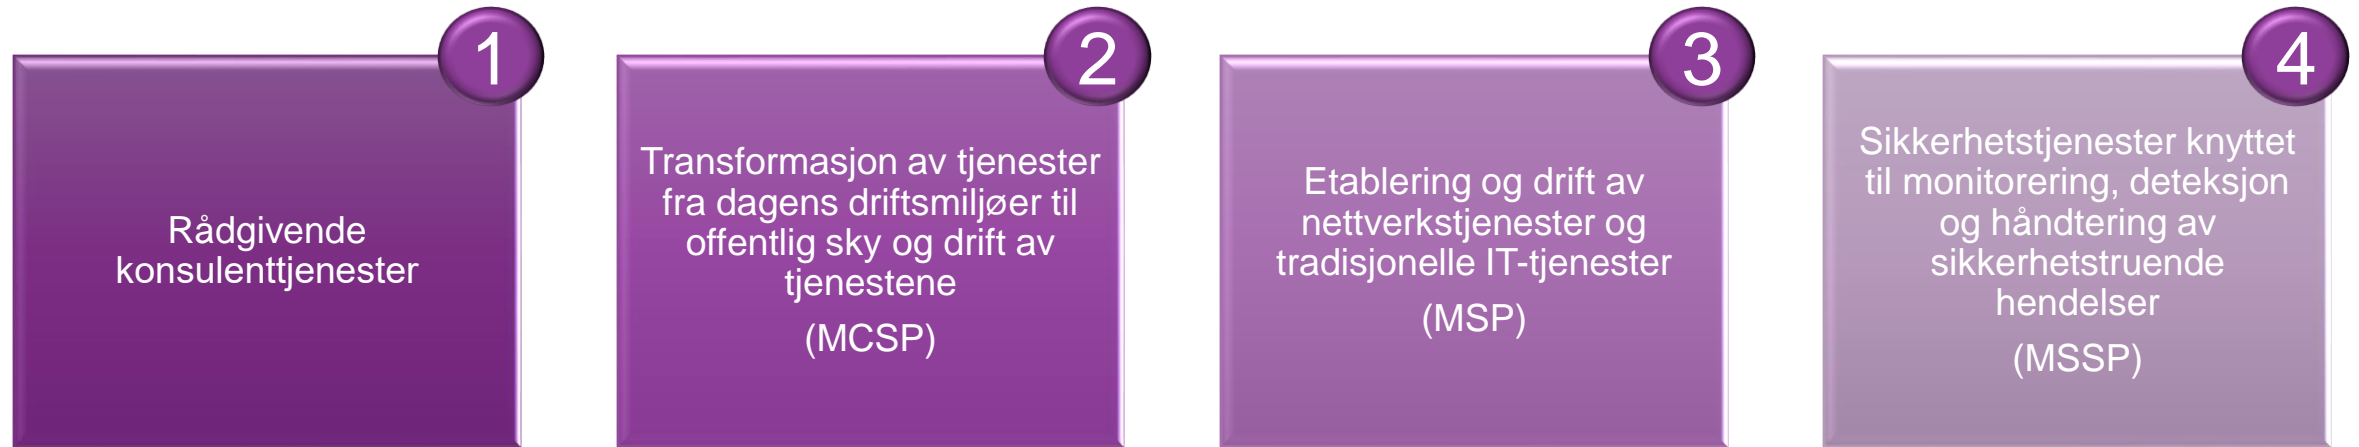 1
Rådgivende
konsulenttjenester
2
Transformasjon av tjenester
fra dagens driftsmiljøer til
offentlig sky og drift av
tjenestene
(MCSP)
3
Etablering og drift av
nettverkstjenester og
tradisjonelle IT-tjenester
(MSP)
4
Sikkerhetstjenester knyttet
til monitorering, deteksjon
og håndtering av
sikkerhetstruende
hendelser
(MSSP)